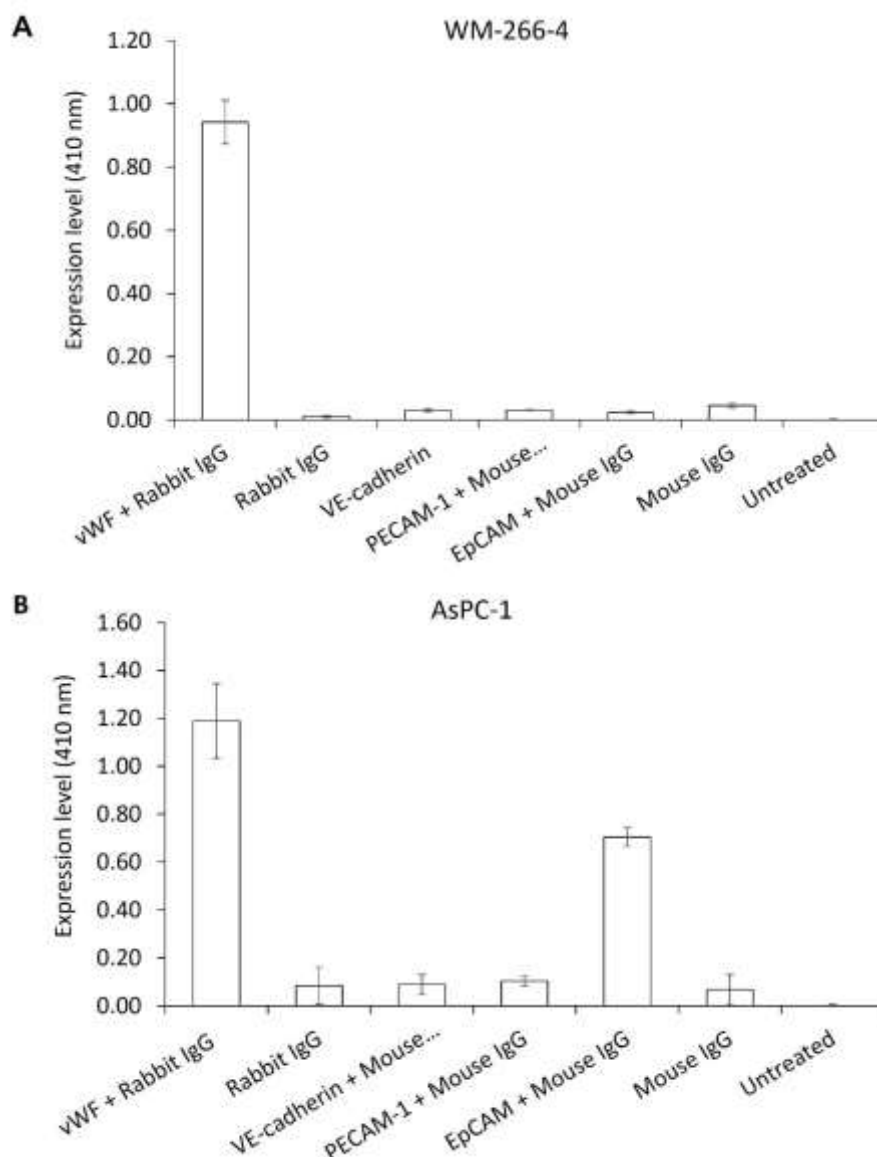 A
WM-266-4
Expression level (410 nm)
1.20
1.00
0.80
0.60
0.40
0.20
0.00
vWF + Rabbit IgG
Rabbit IgG
VE-cadherin
PECAM-1 + Mouse...
EpCAM + Mouse IgG
Mouse IgG
Untreated
B
AsPC-1
Expression level (410 nm)
1.60
1.40
1.20
1.00
0.80
0.60
0.40
0.20
0.00
vWF + Rabbit IgG
Rabbit IgG
VE-cadherin + Mouse...
PECAM-1 + Mouse IgG
EpCAM + Mouse IgG
Mouse IgG
Untreated